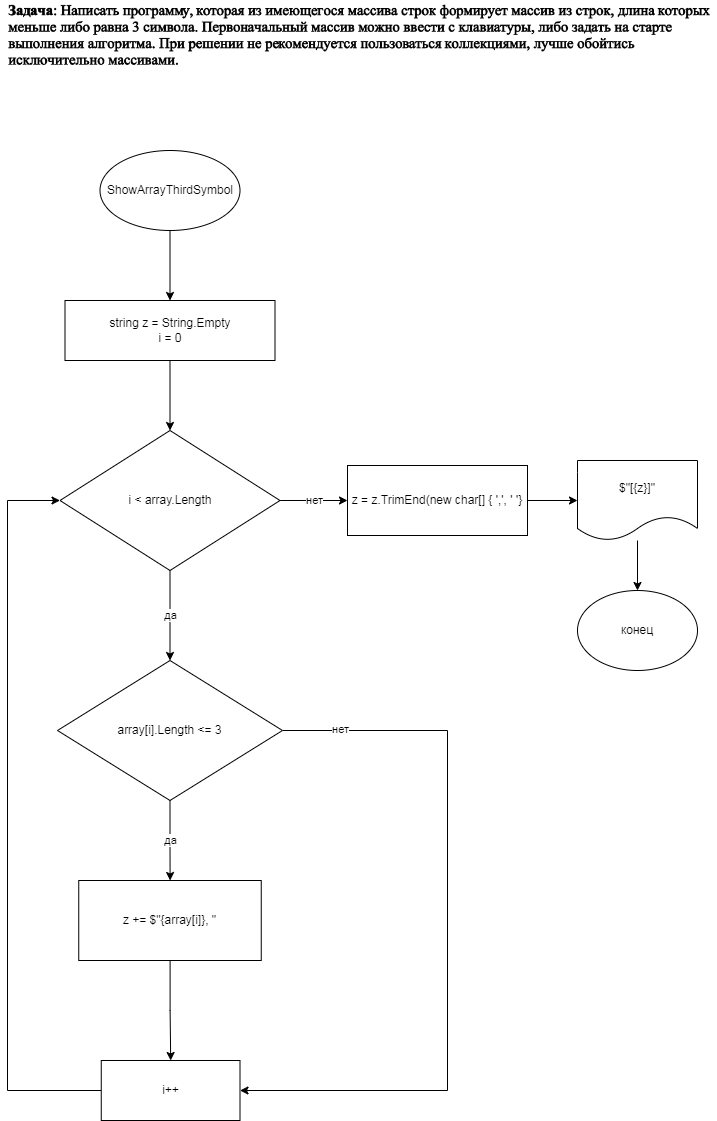 Задача: Написать программу, которая из имеющегося массива строк формирует массив из строк, длина которых
меньше либо равна 3 символа. Первоначальный массив можно ввести с клавиатуры, либо задать на старте
выполнения алгоритма. При решении не рекомендуется пользоваться коллекциями, лучше обойтись
исключительно массивами.
ShowArrayThirdSymbol
string z = String.Empty
i = 0
i < array.Length
нет
z = z.TrimEnd(new char[] { ',', ' '}
$"[{z}]"
конец
да
array[i].Length <= 3
нет
да
z += $"{array[i]}, "
i++